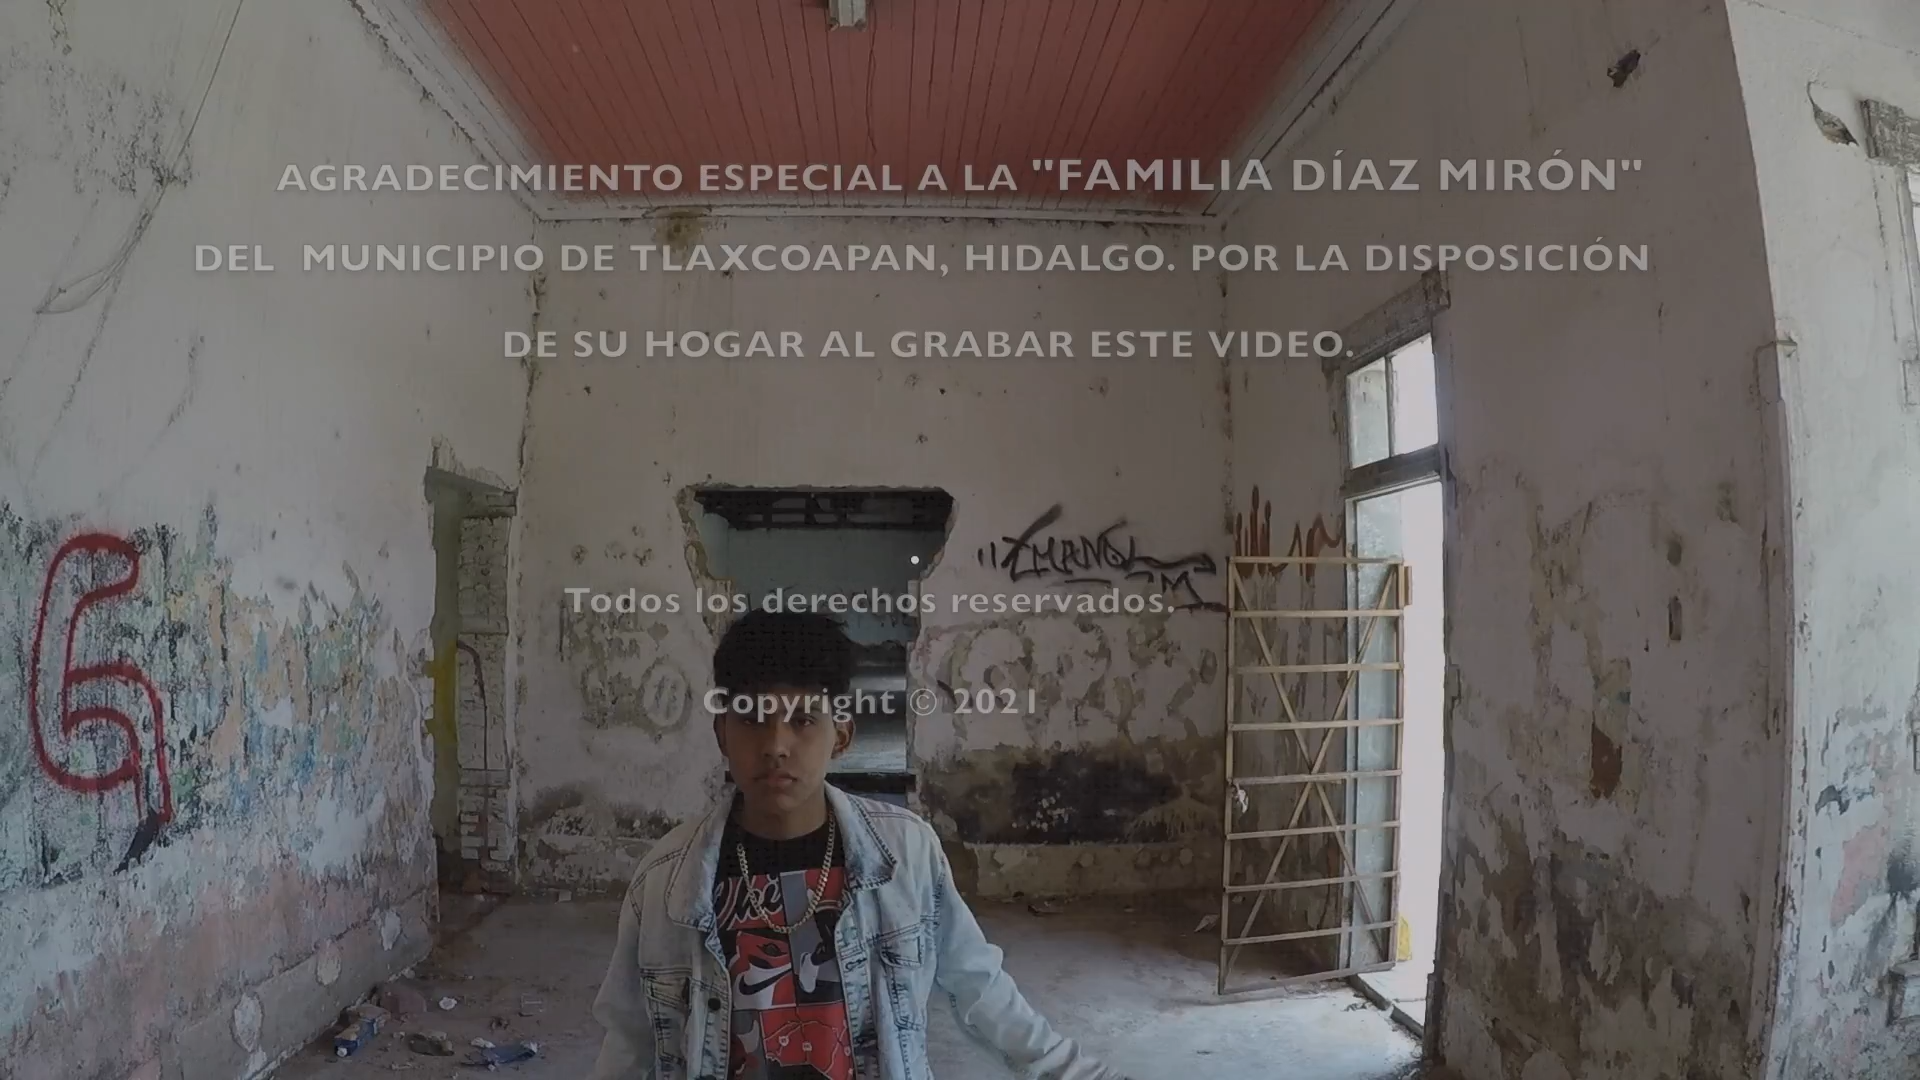 AGRADECIMIENTO ESPECIAL A LA "FAMILIA DÍAZ MIRÓN"
DEL MUNICIPIO DE TLAXCOAPAN, HIDALGO. POR LA DISPOSICIÓN
DE SU HOGAR AL GRABAR ESTE VIDEO.
Todos los derechos reservados.
Copyright © 2021